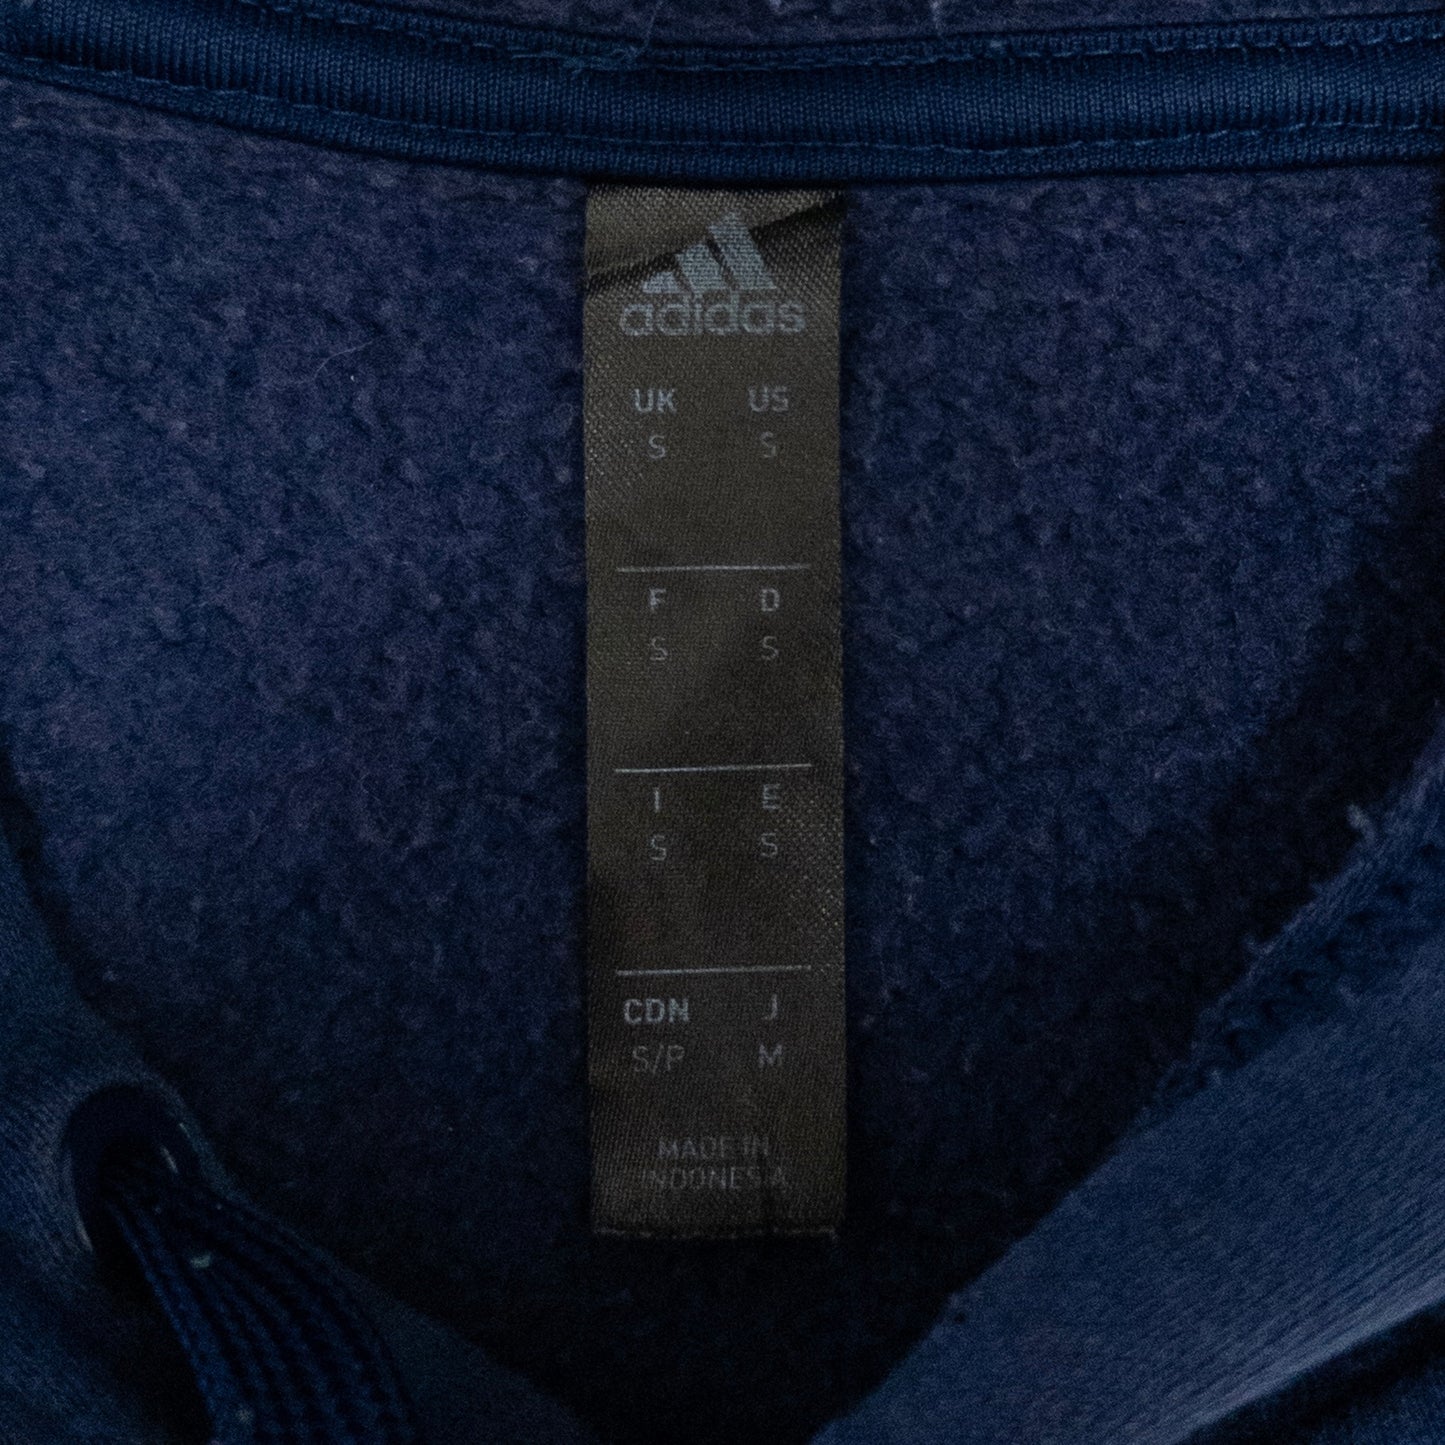 adidas
UK US
S S
F D
S S
I E
S S
CDN J
S/P M
MADE IN
INDONESIA